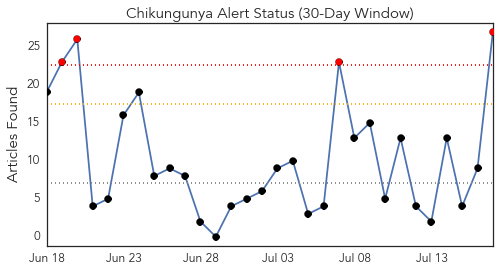 Chikungunya Alert Status (30-Day Window)
Articles Found
25
20
15
10
5
0
Jun 18 Jun 23 Jun 28 Jul 03 Jul 08 Jul 13